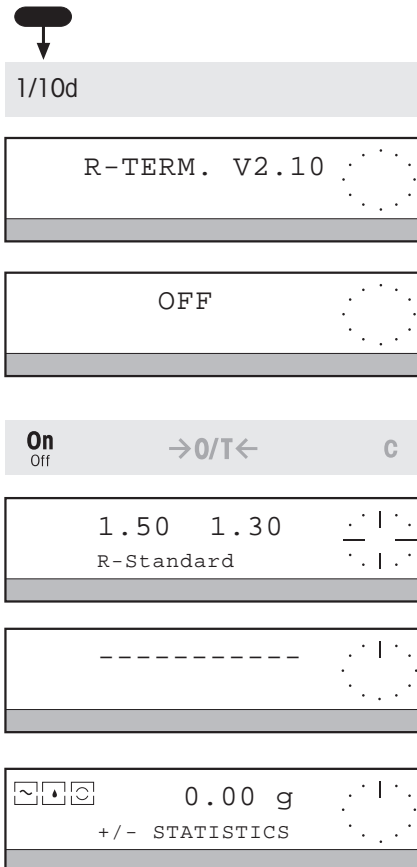 1/10d
R-TERM. V2.10
OFF
On →0/T← C
Off
1.50 1.30
R-Standard
-----------
0.00 g
+/- STATISTICS